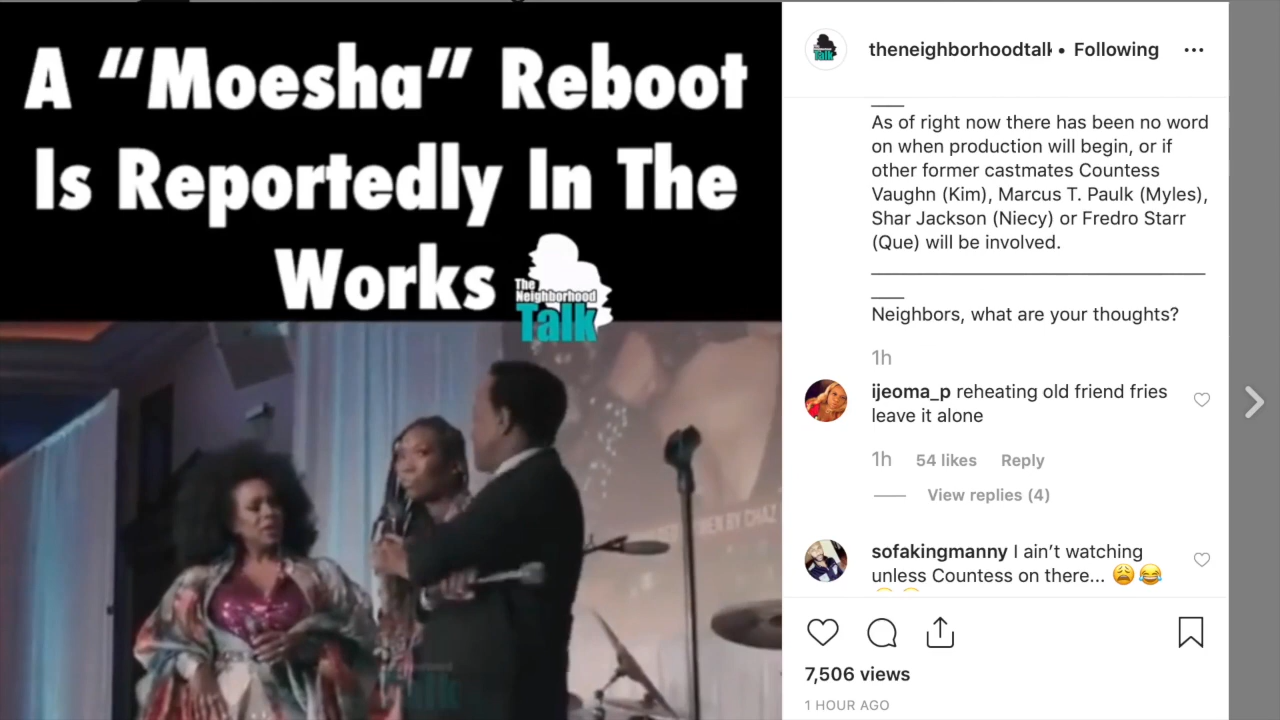 A “Moesha” Reboot
Is Reportedly In The
Works
The
Neighborhood
Talk
theneighborhoodtalk • Following
As of right now there has been no word
on when production will begin, or if
other former castmates Countess
Vaughn (Kim), Marcus T. Paulk (Myles),
Shar Jackson (Niecy) or Fredro Starr
(Que) will be involved.
Neighbors, what are your thoughts?
1h
ijeoma_p reheating old friend fries
leave it alone
1h 54 likes Reply
View replies (4)
sofakingmanny I ain’t watching
unless Countess on there... 😩😂
7,506 views
1 HOUR AGO
BY CHAZ
Talk